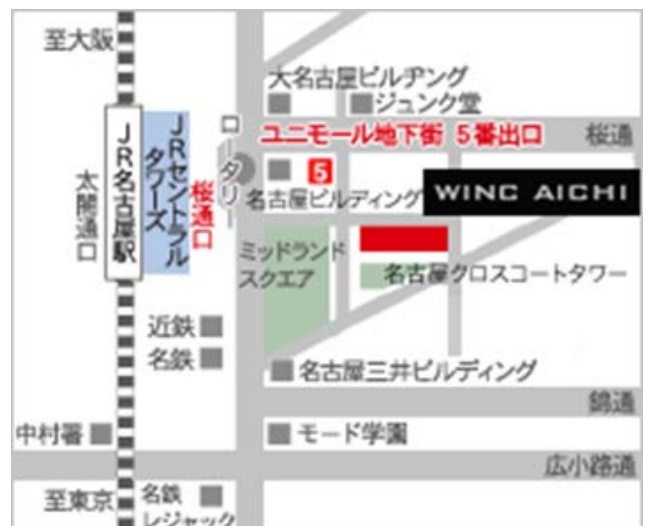 至大阪
大名古屋ビルヂング
ジュンク堂
ユニモール地下街 5番出口
桜通
ロータリー
JRセントラル
タワーズ
JR名古屋駅
桜通口
太閤通口
5
名古屋ビルディング
WINC AICHI
ミッドランド
スクエア
名古屋クロスコートタワー
近鉄
名鉄
名古屋三井ビルディング
錦通
中村署
モード学園
広小路通
至東京
名鉄
レジャック